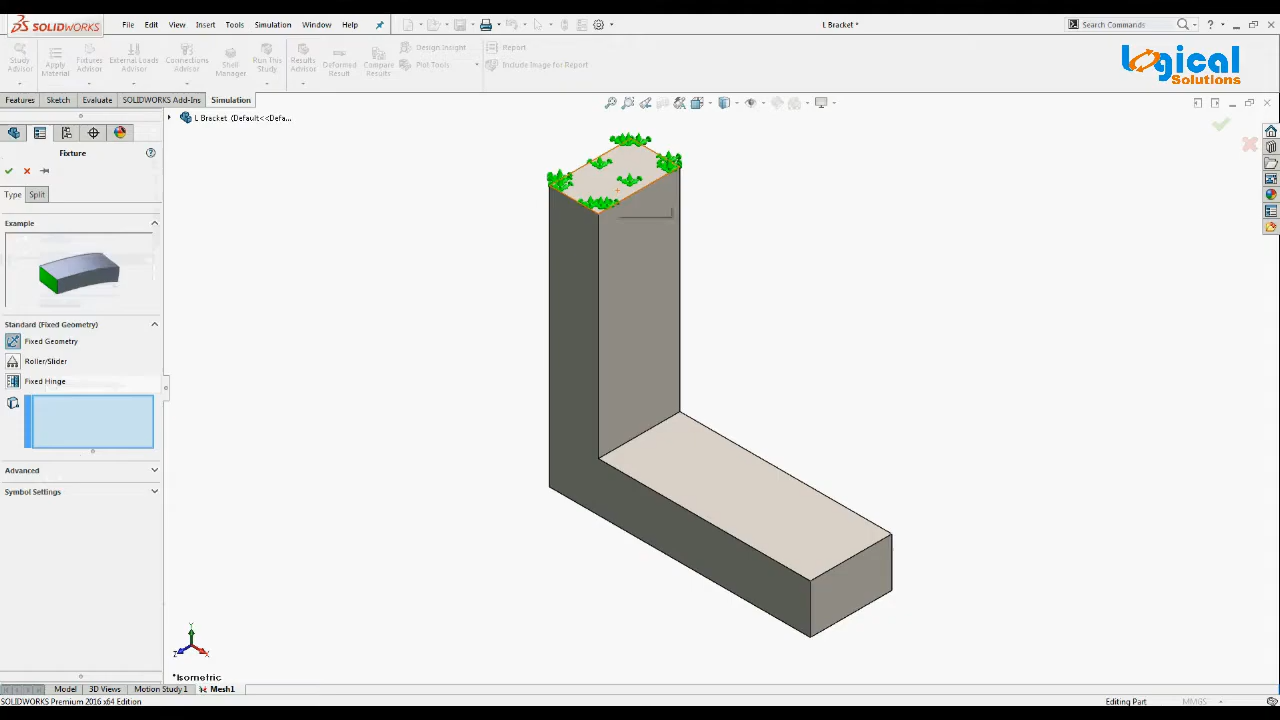 SOLIDWORKS
File Edit View Insert Tools Simulation Window Help
L Bracket *
Search Commands
Study Advisor
Apply Material
Fixtures Advisor
External Loads Advisor
Connections Advisor
Shell Manager
Run This Study
Results Advisor
Deformed Result
Compare Results
Design Insight
Plot Tools
Report
Include Image for Report
Logical
Solutions
Features Sketch Evaluate SOLIDWORKS Add-Ins Simulation
L Bracket (Default<<Defa...
Fixture
Type Split
Example
Standard (Fixed Geometry)
Fixed Geometry
Roller/Slider
Fixed Hinge
Advanced
Symbol Settings
Y
Z
X
*Isometric
Model 3D Views Motion Study 1 Mesh1
SOLIDWORKS Premium 2016 x64 Edition
Editing Part
MMGS